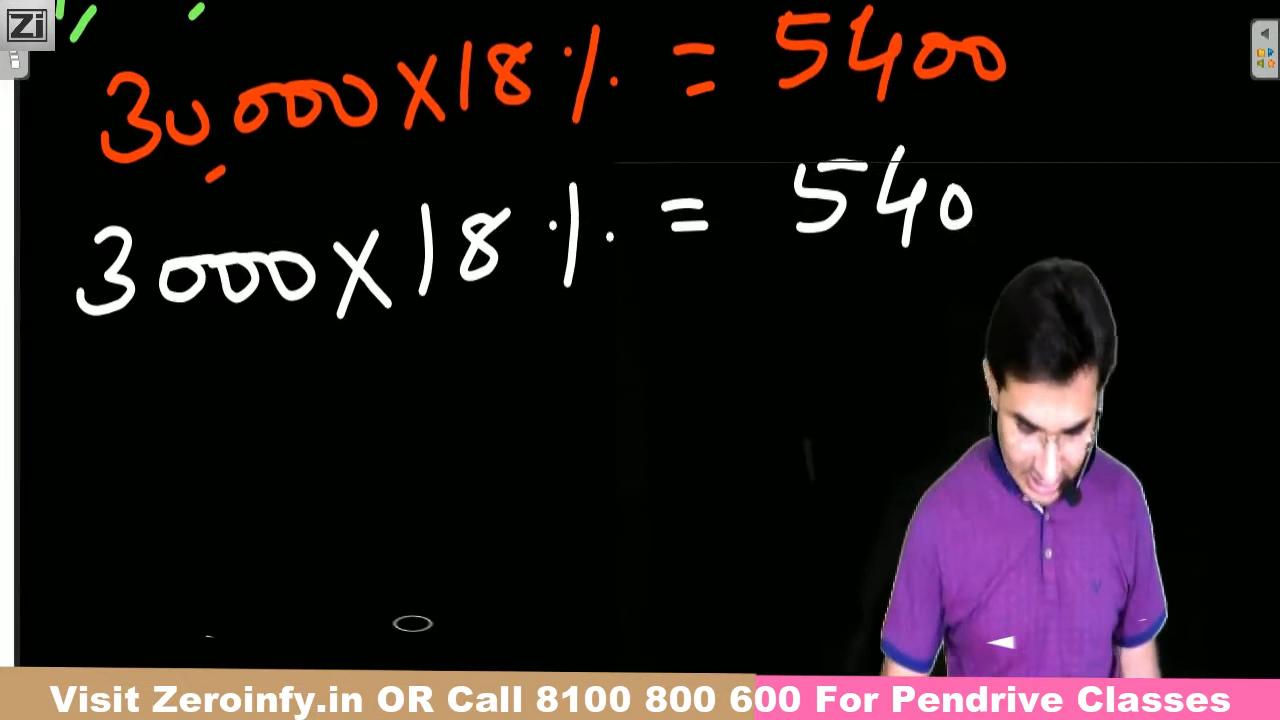 Zi
30,000 X 18 % = 5400
3000 X 18 % = 540
Visit Zeroinfy.in OR Call 8100 800 600 For Pendrive Classes